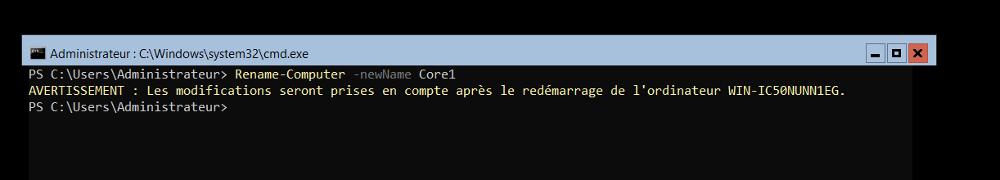 Administrateur : C:\Windows\system32\cmd.exe
PS C:\Users\Administrateur> Rename-Computer -newName Core1
AVERTISSEMENT : Les modifications seront prises en compte après le redémarrage de l'ordinateur WIN-IC50NUNN1EG.
PS C:\Users\Administrateur>